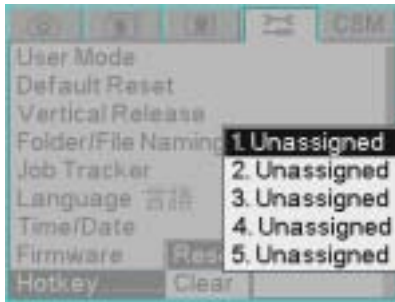 CSM
User Mode
Default Reset
Vertical Release
Folder/File Naming
Job Tracker
Language 言語
Time/Date
Firmware
Hotkey
1. Unassigned
2. Unassigned
3. Unassigned
4. Unassigned
5. Unassigned
Clear